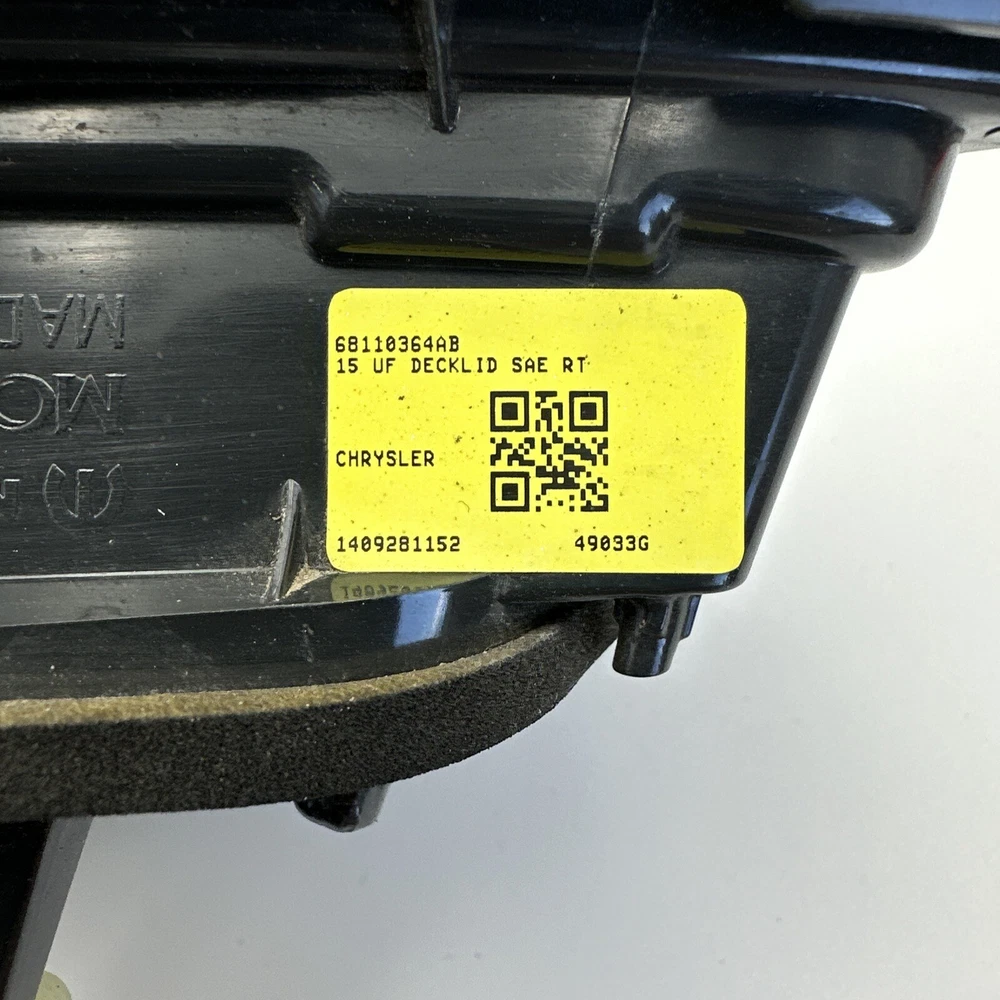 68110364AB
15 UF DECKLID SAE RT
CHRYSLER
1409281152 49033G